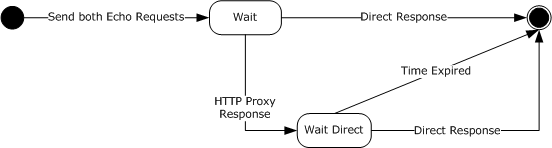 Send both Echo Requests
Wait
Direct Response
Time Expired
HTTP Proxy
Response
Wait Direct
Direct Response